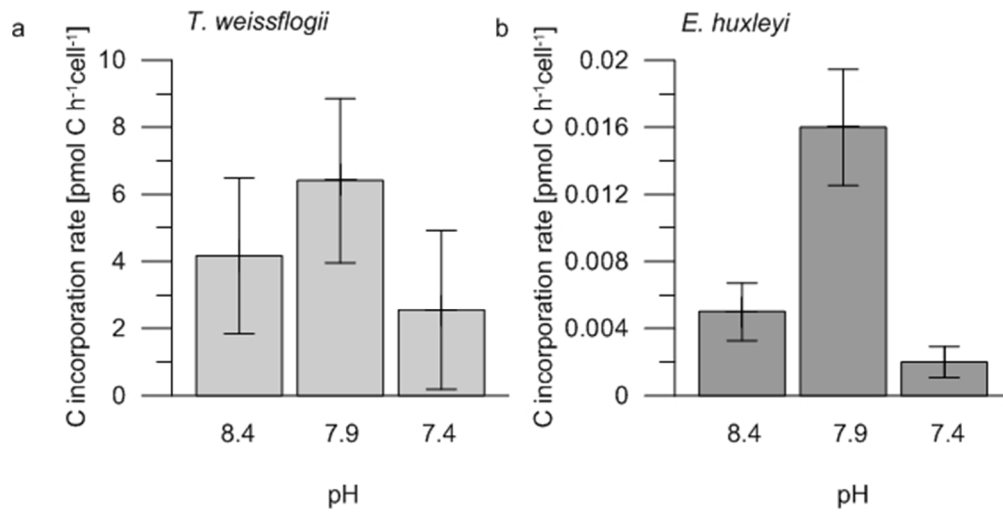 a
T. weissflogii
C incorporation rate [pmol C h⁻¹cell⁻¹]
10
8
6
4
2
0
8.4 7.9 7.4
pH
b
E. huxleyi
C incorporation rate [pmol C h⁻¹cell⁻¹]
0.02
0.016
0.012
0.008
0.004
0
8.4 7.9 7.4
pH